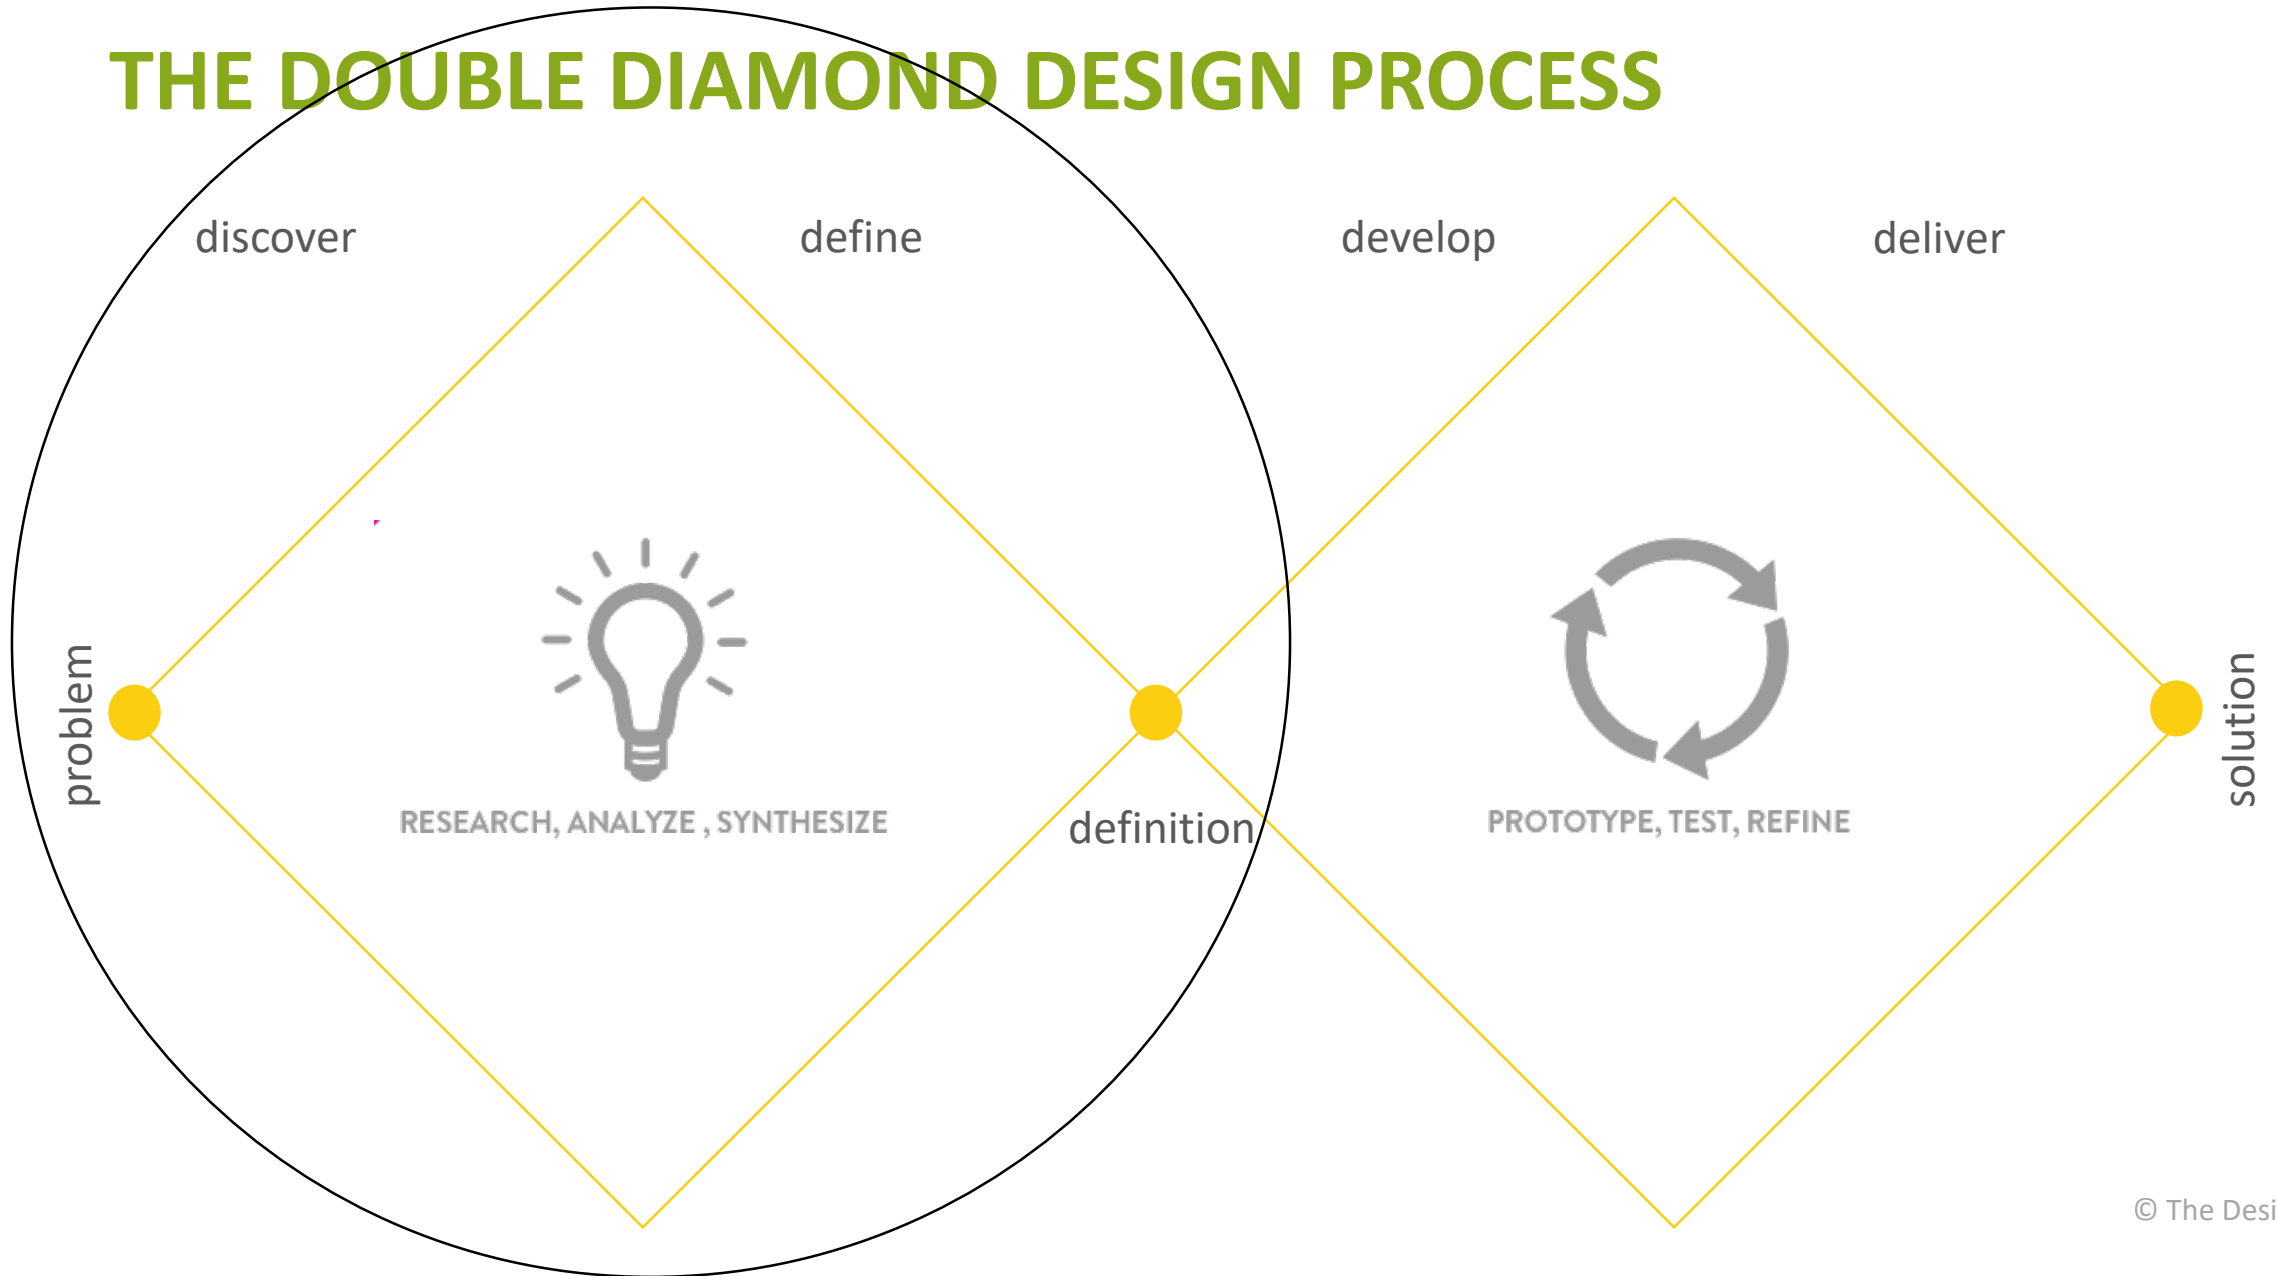 THE DOUBLE DIAMOND DESIGN PROCESS
discover
define
develop
deliver
problem
RESEARCH, ANALYZE , SYNTHESIZE
definition
PROTOTYPE, TEST, REFINE
solution
© The Desi